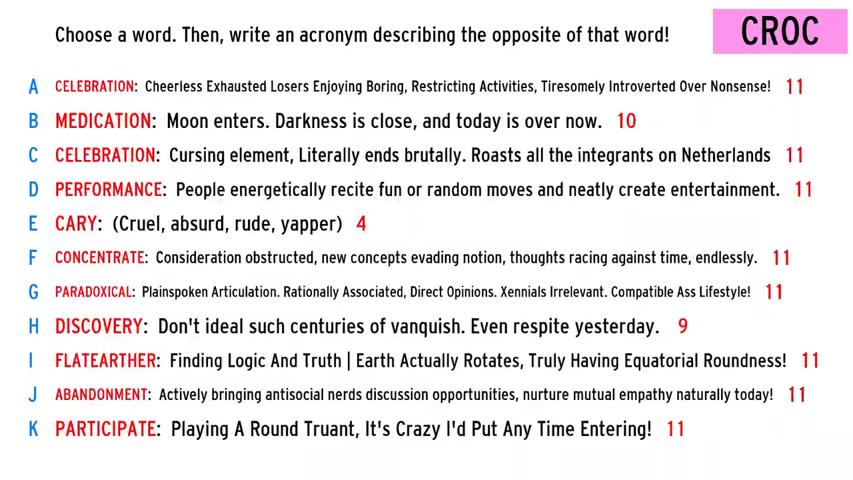 Choose a word. Then, write an acronym describing the opposite of that word!
CROC
A CELEBRATION: Cheerless Exhausted Losers Enjoying Boring, Restricting Activities, Tiresomely Introverted Over Nonsense! 11
B MEDICATION: Moon enters. Darkness is close, and today is over now. 10
C CELEBRATION: Cursing element, Literally ends brutally. Roasts all the integrants on Netherlands 11
D PERFORMANCE: People energetically recite fun or random moves and neatly create entertainment. 11
E CARY: (Cruel, absurd, rude, yapper) 4
F CONCENTRATE: Consideration obstructed, new concepts evading notion, thoughts racing against time, endlessly. 11
G PARADOXICAL: Plainspoken Articulation. Rationally Associated, Direct Opinions. Xennials Irrelevant. Compatible Ass Lifestyle! 11
H DISCOVERY: Don't ideal such centuries of vanquish. Even respite yesterday. 9
I FLATEARTHER: Finding Logic And Truth | Earth Actually Rotates, Truly Having Equatorial Roundness! 11
J ABANDONMENT: Actively bringing antisocial nerds discussion opportunities, nurture mutual empathy naturally today! 11
K PARTICIPATE: Playing A Round Truant, It's Crazy I'd Put Any Time Entering! 11